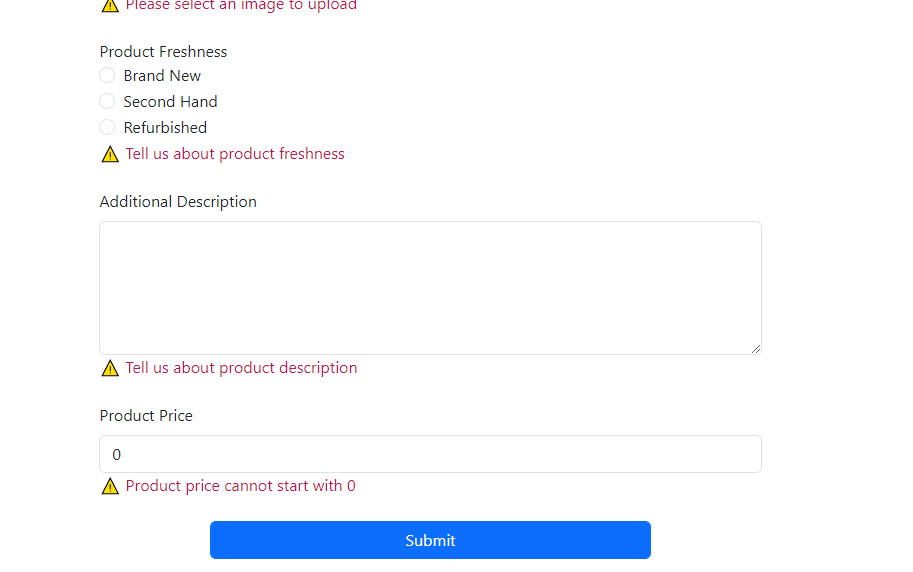 Please select an image to upload
Product Freshness
Brand New
Second Hand
Refurbished
Tell us about product freshness
Additional Description
Tell us about product description
Product Price
0
Product price cannot start with 0
Submit